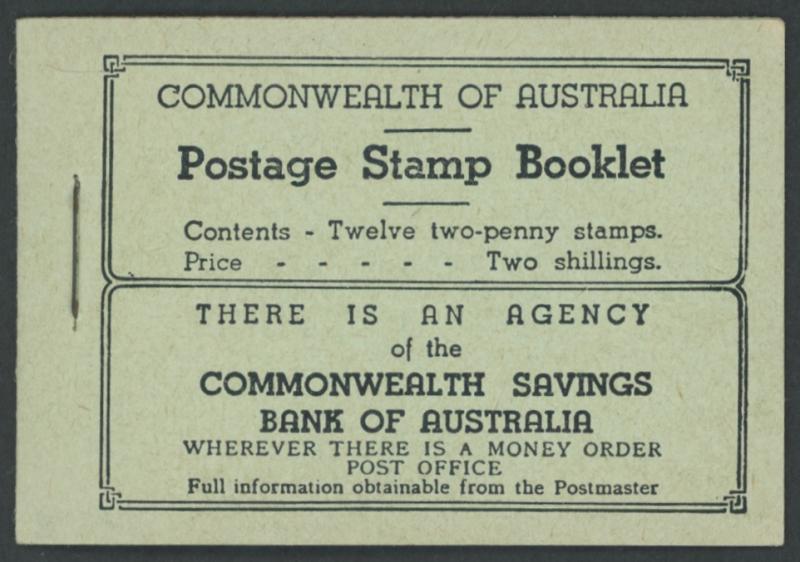 COMMONWEALTH OF AUSTRALIA
Postage Stamp Booklet
Contents - Twelve two-penny stamps.
Price - - - - - Two shillings.
THERE IS AN AGENCY
of the
COMMONWEALTH SAVINGS
BANK OF AUSTRALIA
WHEREVER THERE IS A MONEY ORDER
POST OFFICE
Full information obtainable from the Postmaster